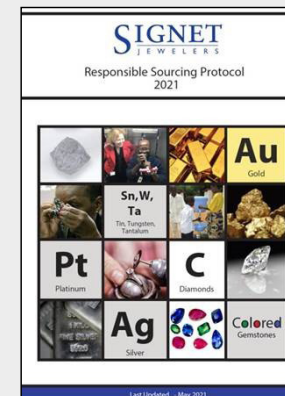 SIGNET
JEWELERS
Responsible Sourcing Protocol
2021
Au
Gold
Sn,W,
Ta
Tin, Tungsten,
Tantalum
Pt
Platinum
C
Diamonds
Ag
Silver
Colored
Gemstones
Last Updated - May 2021